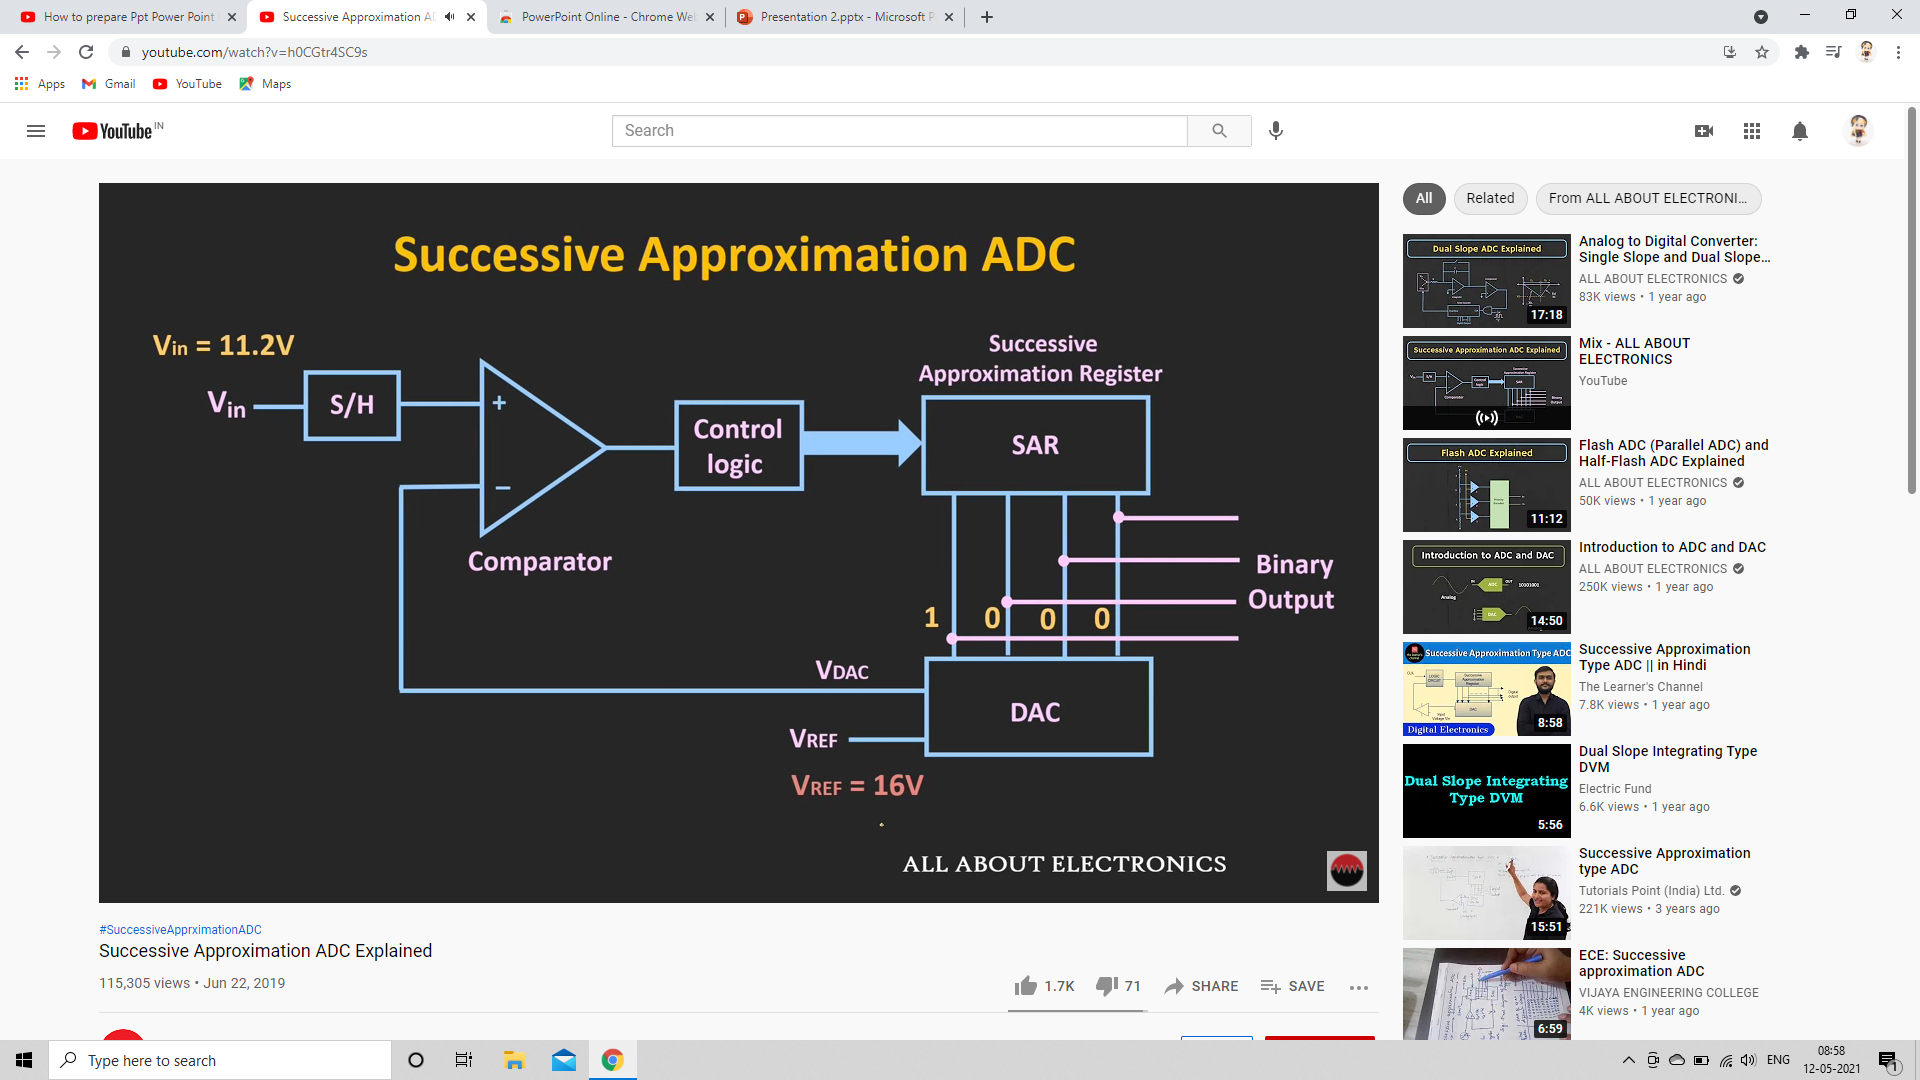 How to prepare Ppt Power Point
Successive Approximation AD
PowerPoint Online - Chrome We
Presentation 2.pptx - Microsoft P
youtube.com/watch?v=h0CGtr4SC9s
Apps
Gmail
YouTube
Maps
YouTube IN
Search
Successive Approximation ADC
Vin = 11.2V
Vin
S/H
+
−
Comparator
Control
logic
Successive
Approximation Register
SAR
Binary
Output
1 0 0 0
VDAC
DAC
VREF
VREF = 16V
ALL ABOUT ELECTRONICS
#SuccessiveApprximationADC
Successive Approximation ADC Explained
115,305 views • Jun 22, 2019
1.7K
71
SHARE
SAVE
All
Related
From ALL ABOUT ELECTRONI...
Dual Slope ADC Explained
17:18
Analog to Digital Converter:
Single Slope and Dual Slope...
ALL ABOUT ELECTRONICS
83K views • 1 year ago
Successive Approximation ADC Explained
Mix - ALL ABOUT
ELECTRONICS
YouTube
Flash ADC Explained
11:12
Flash ADC (Parallel ADC) and
Half-Flash ADC Explained
ALL ABOUT ELECTRONICS
50K views • 1 year ago
Introduction to ADC and DAC
14:50
Introduction to ADC and DAC
ALL ABOUT ELECTRONICS
250K views • 1 year ago
Successive Approximation Type ADC
Digital Electronics
8:58
Successive Approximation
Type ADC || in Hindi
The Learner's Channel
7.8K views • 1 year ago
Dual Slope Integrating
Type DVM
5:56
Dual Slope Integrating Type
DVM
Electric Fund
6.6K views • 1 year ago
15:51
Successive Approximation
type ADC
Tutorials Point (India) Ltd.
221K views • 3 years ago
6:59
ECE: Successive
approximation ADC
VIJAYA ENGINEERING COLLEGE
4K views • 1 year ago
Type here to search
ENG
08:58
12-05-2021
1